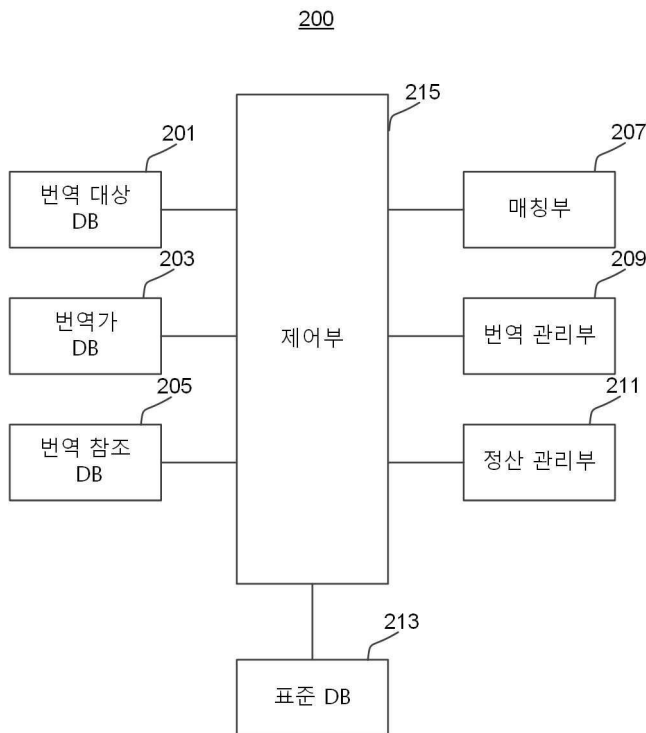 200
215
201
번역 대상
DB
207
매칭부
203
번역가
DB
제어부
209
번역 관리부
205
번역 참조
DB
211
정산 관리부
213
표준 DB